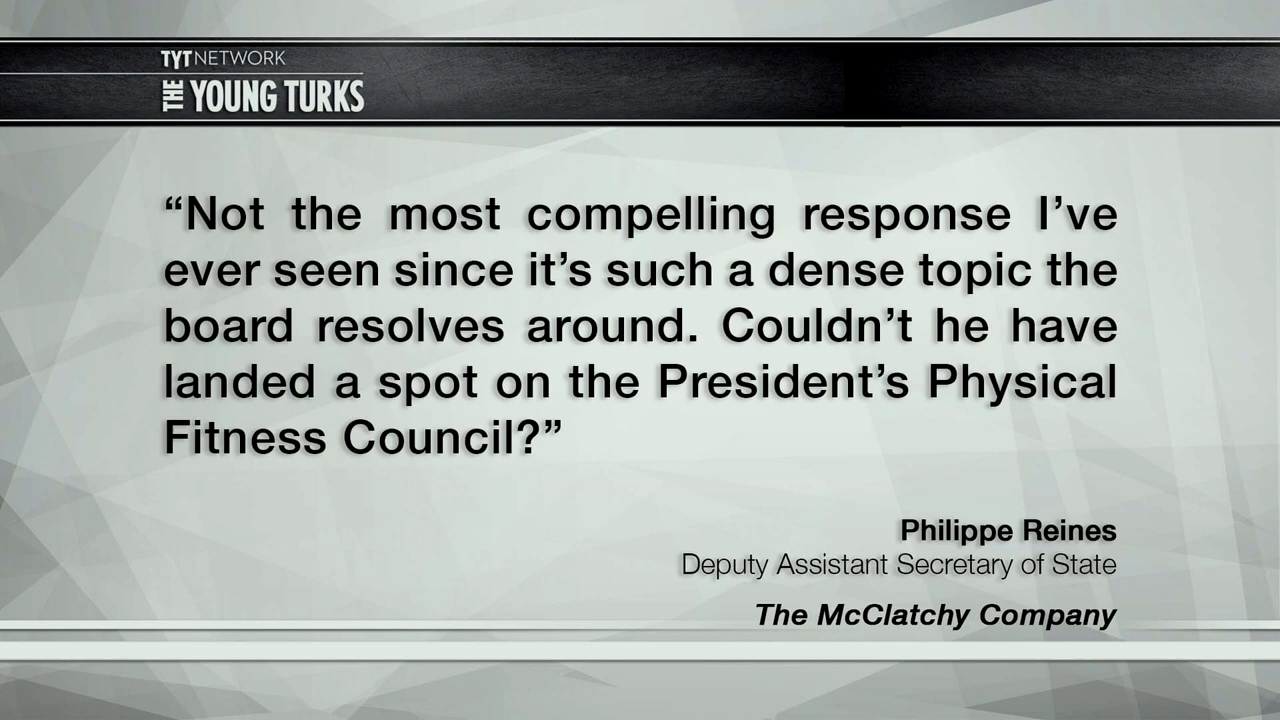 TYT NETWORK
THE YOUNG TURKS
“Not the most compelling response I’ve
ever seen since it’s such a dense topic the
board resolves around. Couldn’t he have
landed a spot on the President’s Physical
Fitness Council?”
Philippe Reines
Deputy Assistant Secretary of State
The McClatchy Company